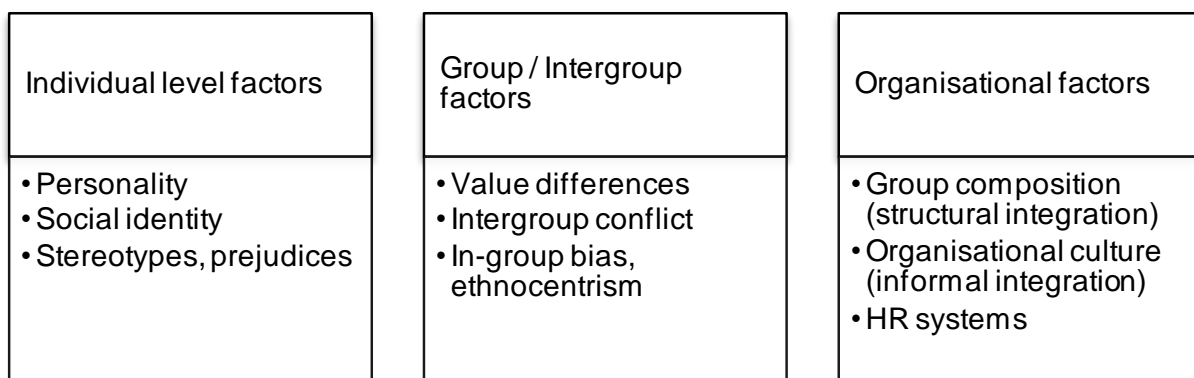 Individual level factors
• Personality
• Social identity
• Stereotypes, prejudices
Group / Intergroup
factors
• Value differences
• Intergroup conflict
• In-group bias,
ethnocentrism
Organisational factors
• Group composition
(structural integration)
• Organisational culture
(informal integration)
• HR systems